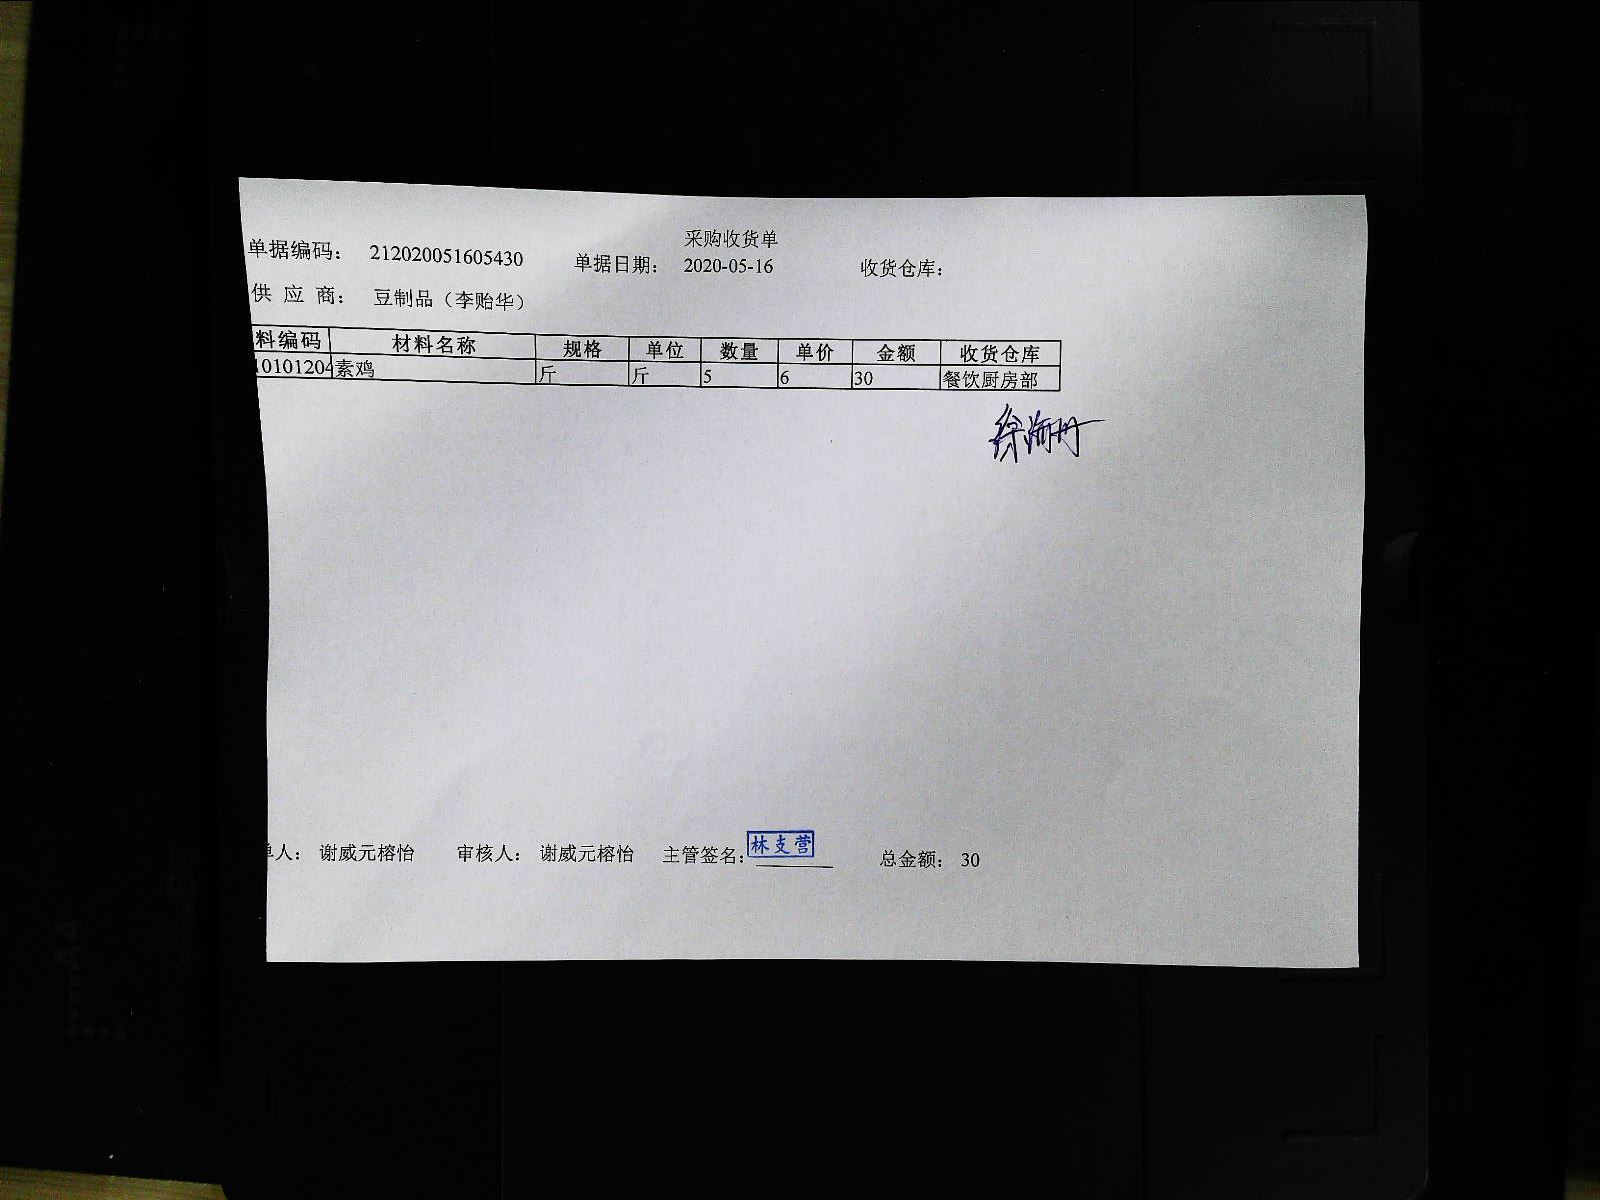 采购收货单
单据编码： 212020051605430 单据日期： 2020-05-16 收货仓库：
供 应 商： 豆制品（李贻华）
料编码 材料名称 规格 单位 数量 单价 金额 收货仓库
10101204 素鸡 斤 斤 5 6 30 餐饮厨房部
徐海丹
单人： 谢威元榕怡 审核人： 谢威元榕怡 主管签名： 林支营 总金额： 30